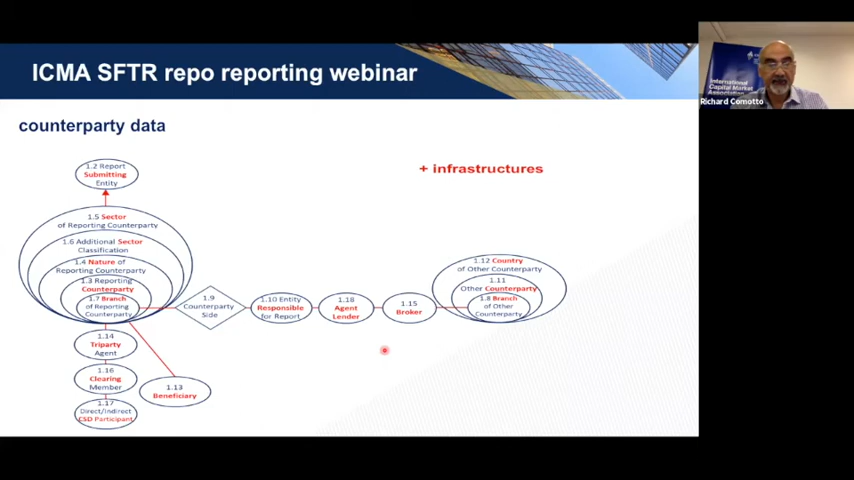 ICMA SFTR repo reporting webinar
International
Capital Market
Association
Richard Comotto
counterparty data
+ infrastructures
1.2 Report
Submitting
Entity
1.5 Sector
of Reporting Counterparty
1.6 Additional Sector
Classification
1.4 Nature of
Reporting Counterparty
1.3 Reporting
Counterparty
1.7 Branch
of Reporting
Counterparty
1.9
Counterparty
Side
1.10 Entity
Responsible
for Report
1.18
Agent
Lender
1.15
Broker
1.12 Country
of Other Counterparty
1.11
Other Counterparty
1.8 Branch
of Other
Counterparty
1.14
Triparty
Agent
1.16
Clearing
Member
1.17
Direct/Indirect
CSD Participant
1.13
Beneficiary